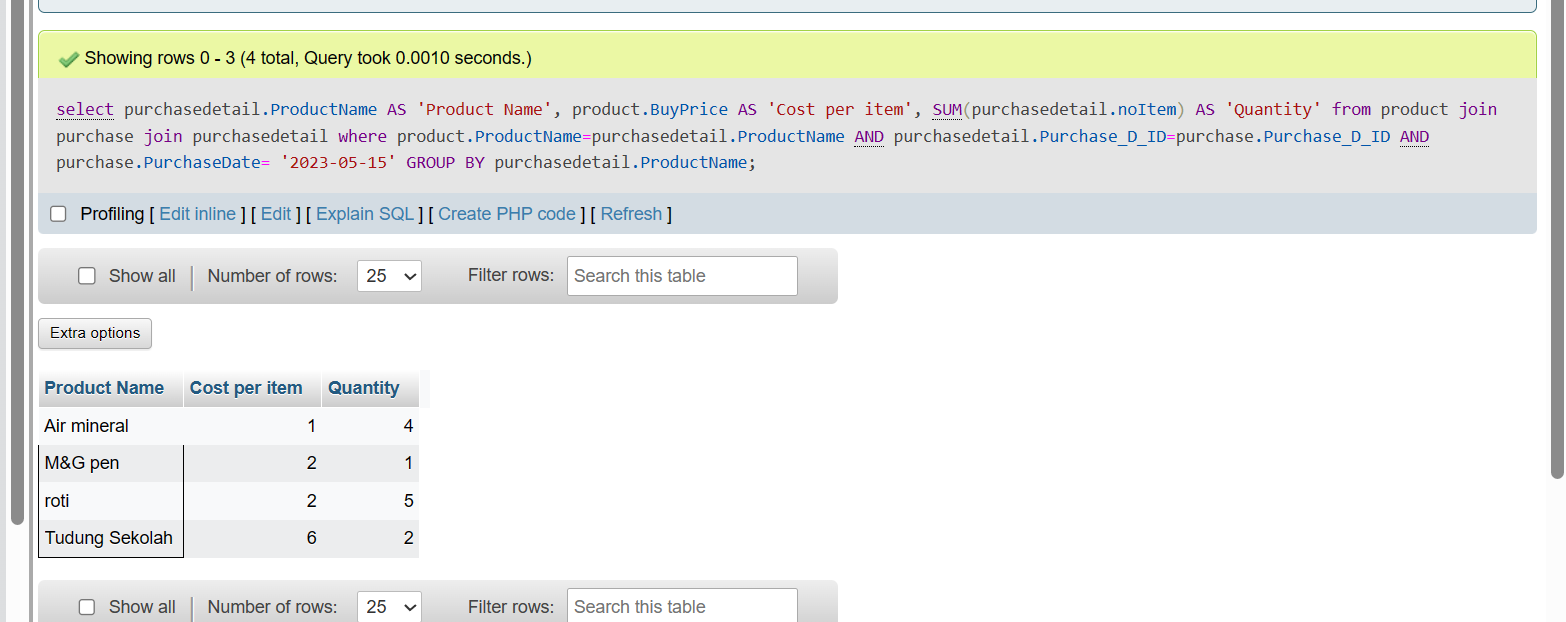 Showing rows 0 - 3 (4 total, Query took 0.0010 seconds.)
select purchasedetail.ProductName AS 'Product Name', product.BuyPrice AS 'Cost per item', SUM(purchasedetail.noItem) AS 'Quantity' from product join
purchase join purchasedetail where product.ProductName=purchasedetail.ProductName AND purchasedetail.Purchase_D_ID=purchase.Purchase_D_ID AND
purchase.PurchaseDate= '2023-05-15' GROUP BY purchasedetail.ProductName;
Profiling [ Edit inline ] [ Edit ] [ Explain SQL ] [ Create PHP code ] [ Refresh ]
Show all Number of rows: 25 Filter rows: Search this table
Extra options
Product Name Cost per item Quantity
Air mineral 1 4
M&G pen 2 1
roti 2 5
Tudung Sekolah 6 2
Show all Number of rows: 25 Filter rows: Search this table